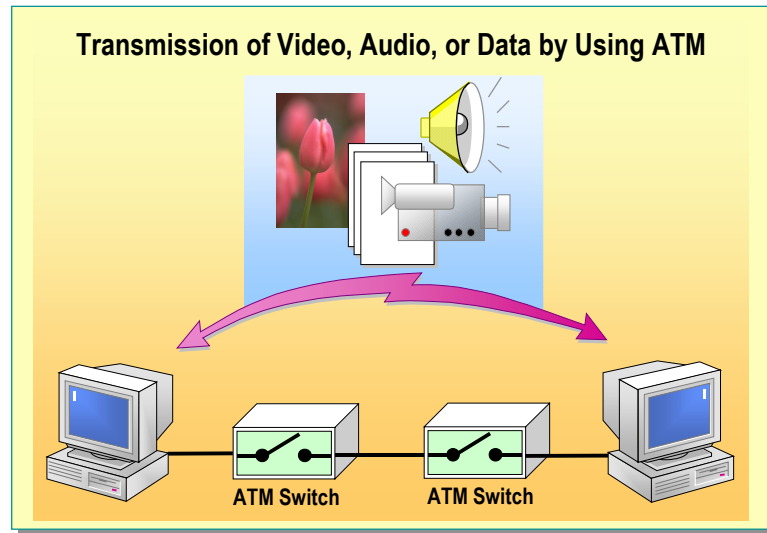 Transmission of Video, Audio, or Data by Using ATM
ATM Switch
ATM Switch